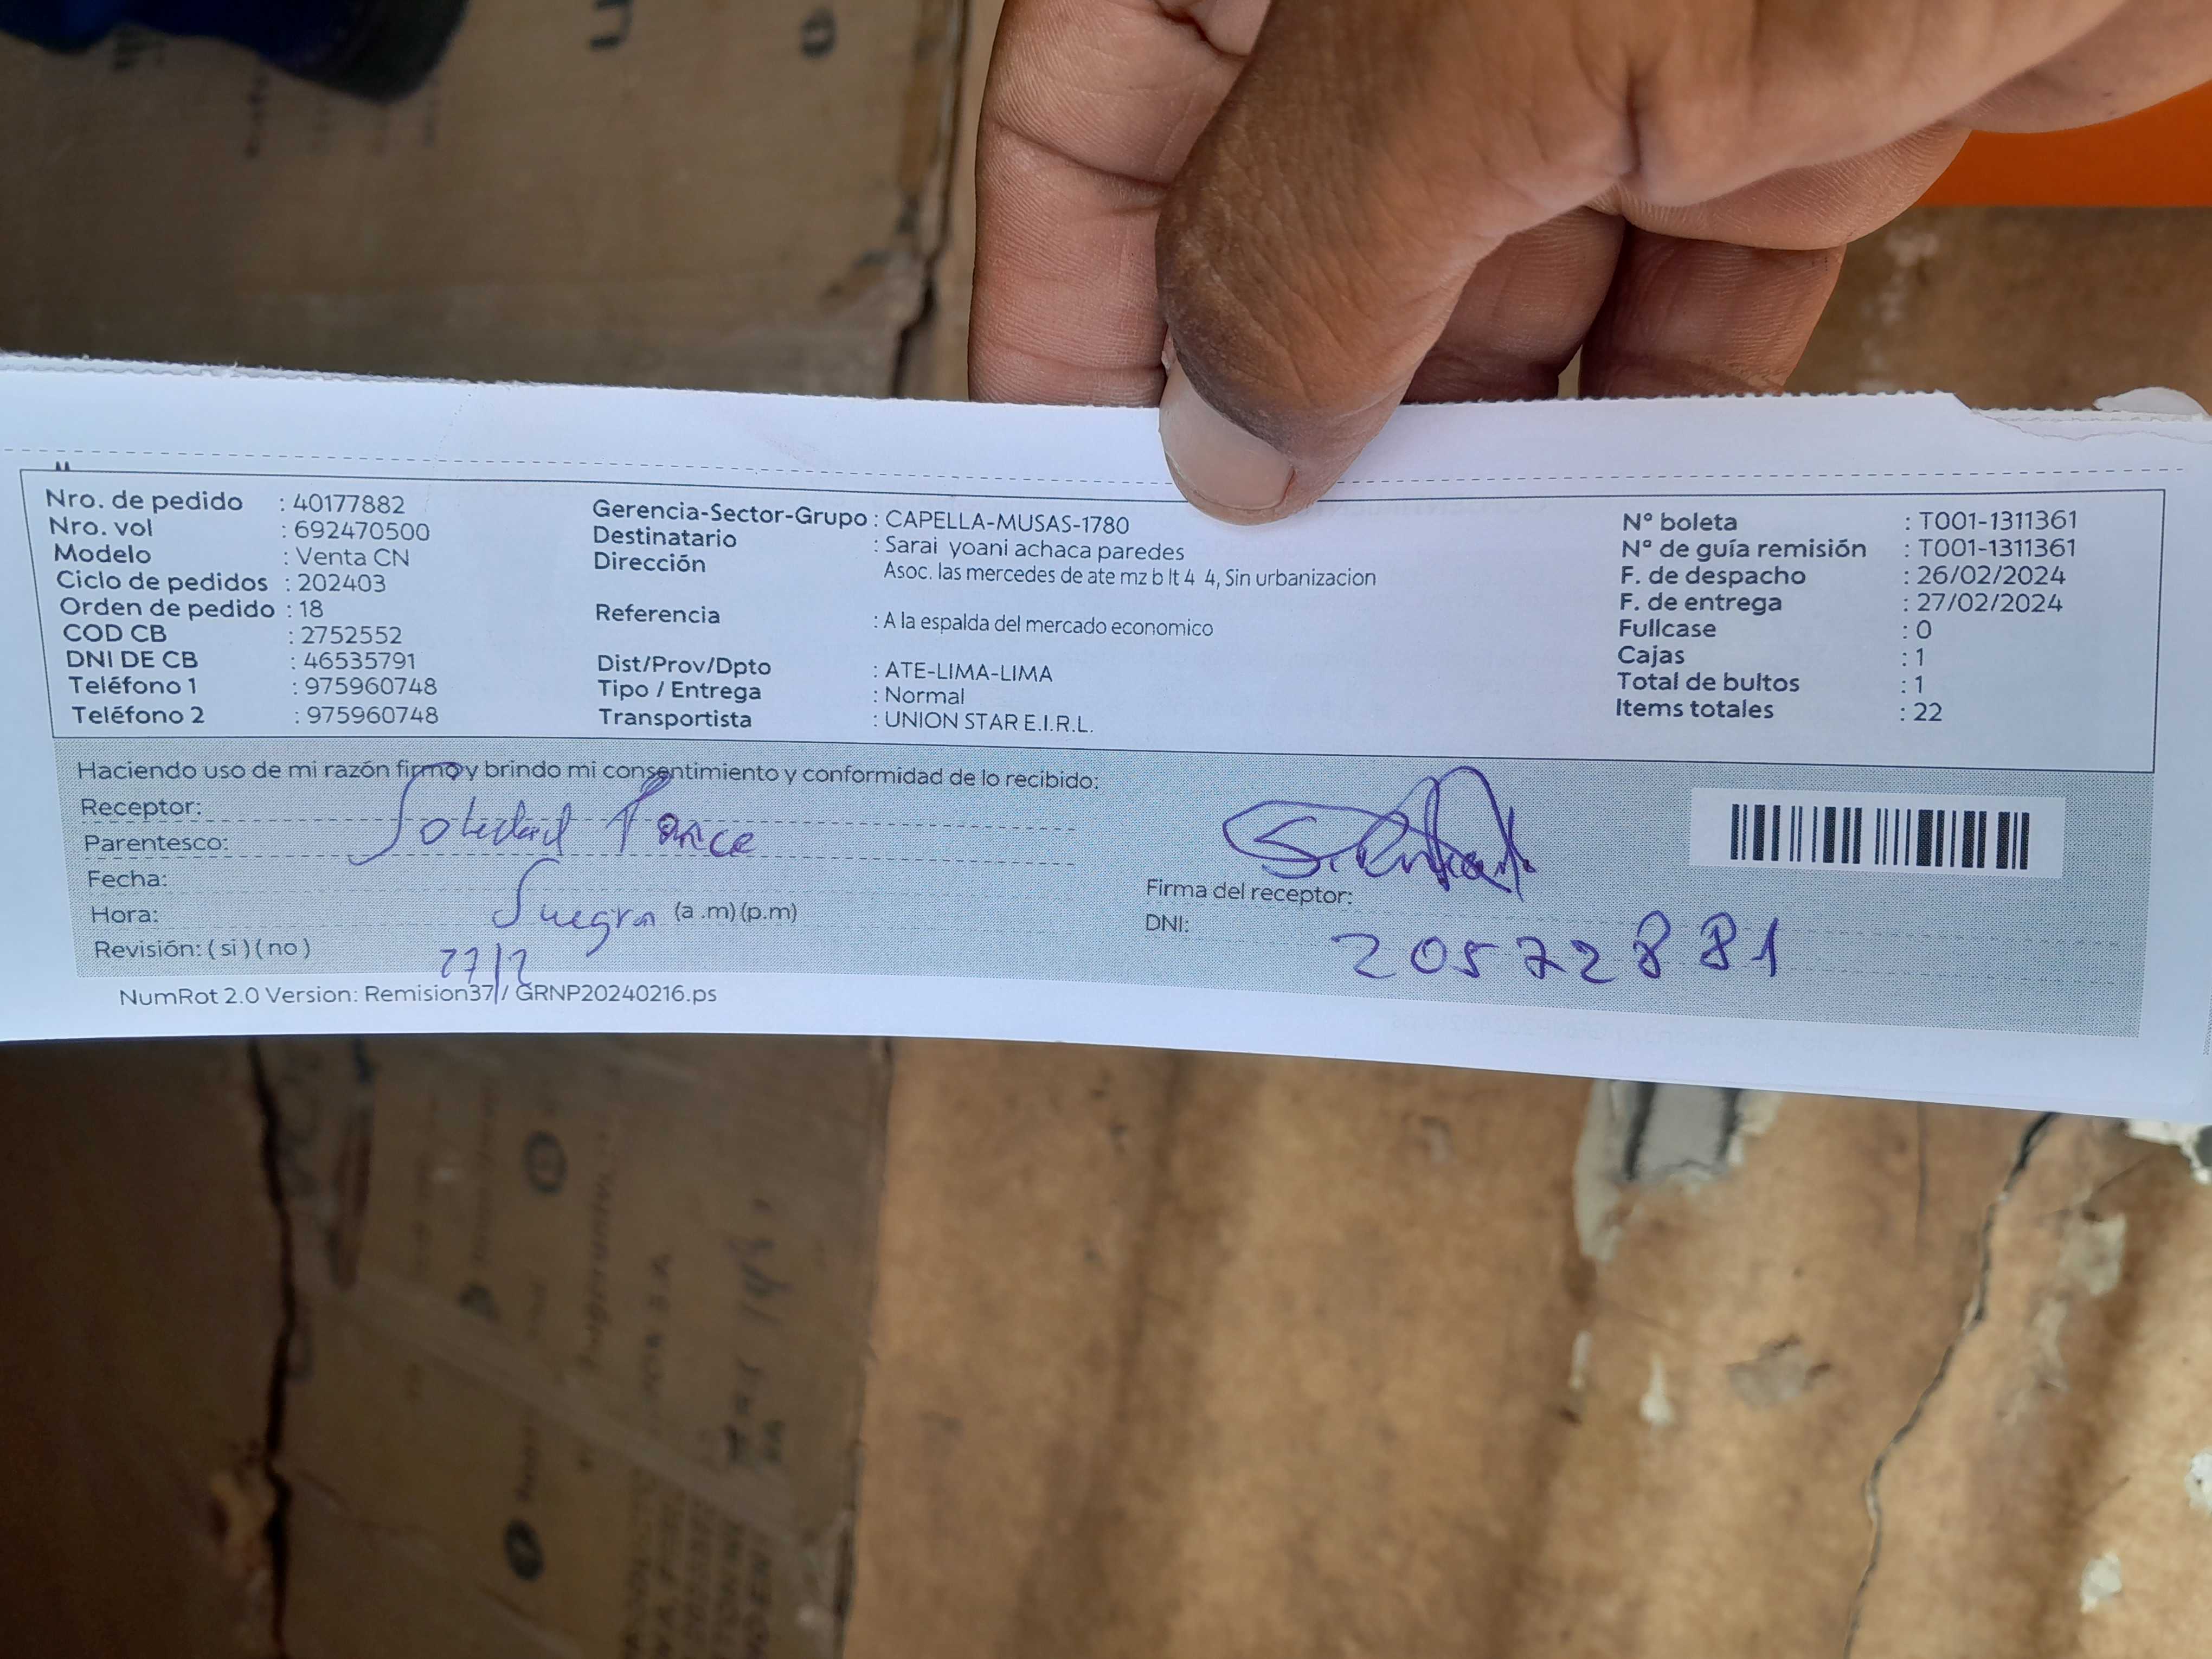 Nro. de pedido : 40177882
Nro. vol : 692470500
Modelo : Venta CN
Ciclo de pedidos : 202403
Orden de pedido : 18
COD CB : 2752552
DNI DE CB : 46535791
Teléfono 1 : 975960748
Teléfono 2 : 975960748
Gerencia-Sector-Grupo : CAPELLA-MUSAS-1780
Destinatario : Sarai yoani achaca paredes
Dirección Asoc. las mercedes de ate mz b lt 4 4, Sin urbanizacion
Referencia : A la espalda del mercado economico
Dist/Prov/Dpto : ATE-LIMA-LIMA
Tipo / Entrega : Normal
Transportista : UNION STAR E.I.R.L.
Nº boleta : T001-1311361
Nº de guía remisión : T001-1311361
F. de despacho : 26/02/2024
F. de entrega : 27/02/2024
Fullcase : 0
Cajas : 1
Total de bultos : 1
Items totales : 22
Haciendo uso de mi razón firmo y brindo mi consentimiento y conformidad de lo recibido:
Receptor: Soledad Ponce
Parentesco:
Fecha: Suegra
Hora: (a .m) (p.m)
Revisión: ( si ) ( no ) 27/2
Firma del receptor:
DNI: 20572881
NumRot 2.0 Version: Remision37 / GRNP20240216.ps